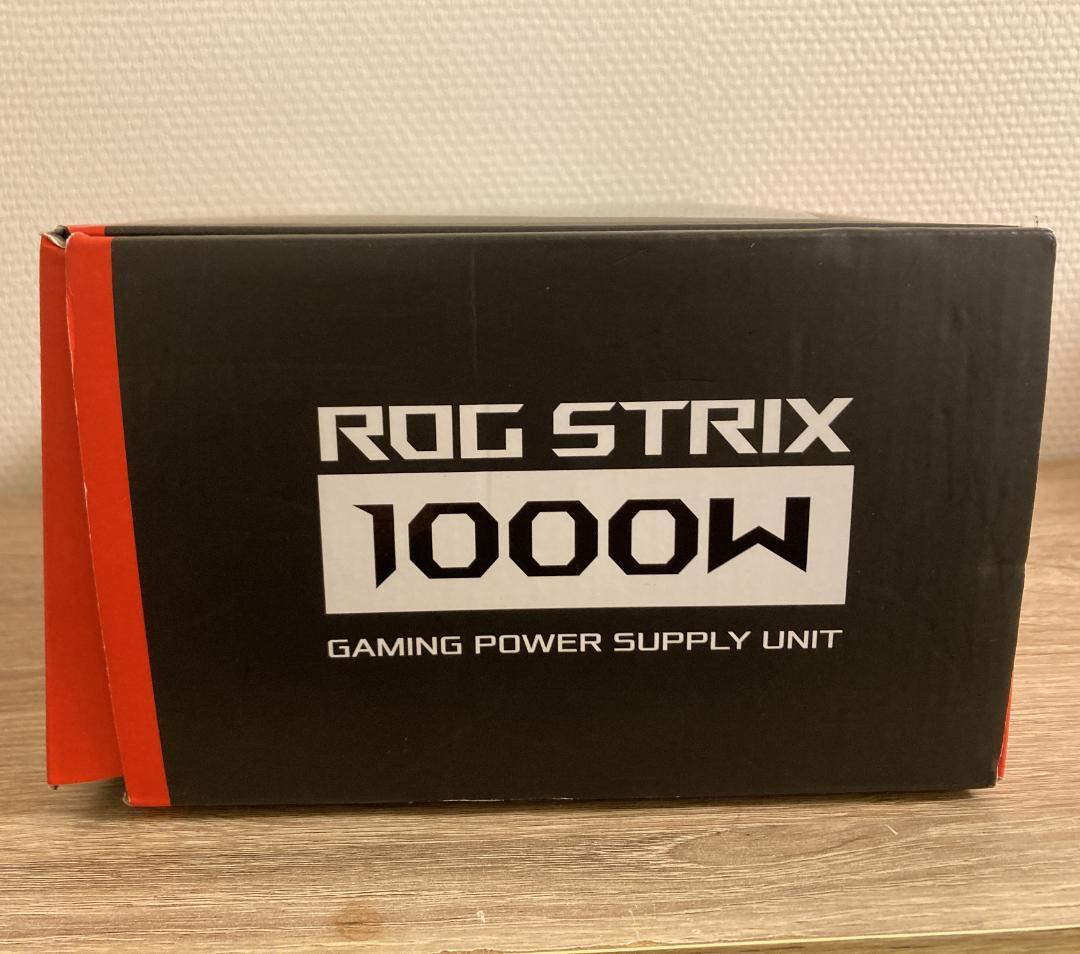 ROG STRIX
1000W
GAMING POWER SUPPLY UNIT